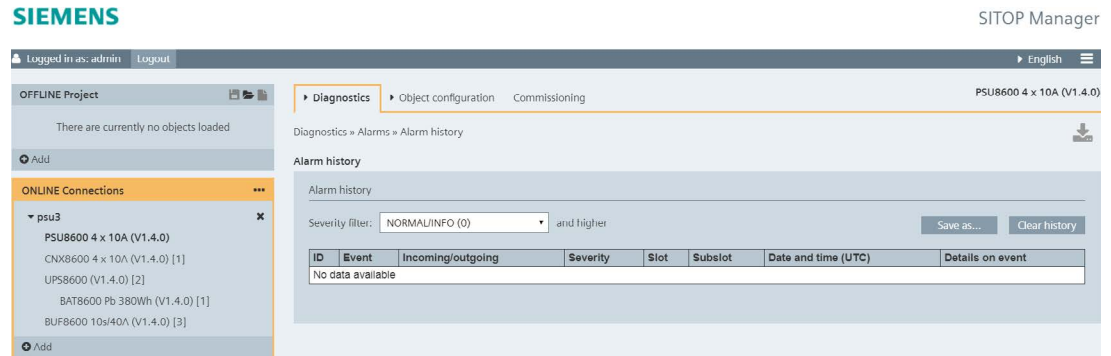 SIEMENS
SITOP Manager
Logged in as: admin Logout
English
OFFLINE Project
There are currently no objects loaded
Add
ONLINE Connections
psu3
PSU8600 4 x 10A (V1.4.0)
CNX8600 4 x 10A (V1.4.0) [1]
UPS8600 (V1.4.0) [2]
BAT8600 Pb 380Wh (V1.4.0) [1]
BUF8600 10s/40A (V1.4.0) [3]
Add
Diagnostics Object configuration Commissioning
PSU8600 4 x 10A (V1.4.0)
Diagnostics » Alarms » Alarm history
Alarm history
Alarm history
Severity filter: NORMAL/INFO (0) and higher
Save as... Clear history
ID Event Incoming/outgoing Severity Slot Subslot Date and time (UTC) Details on event
No data available